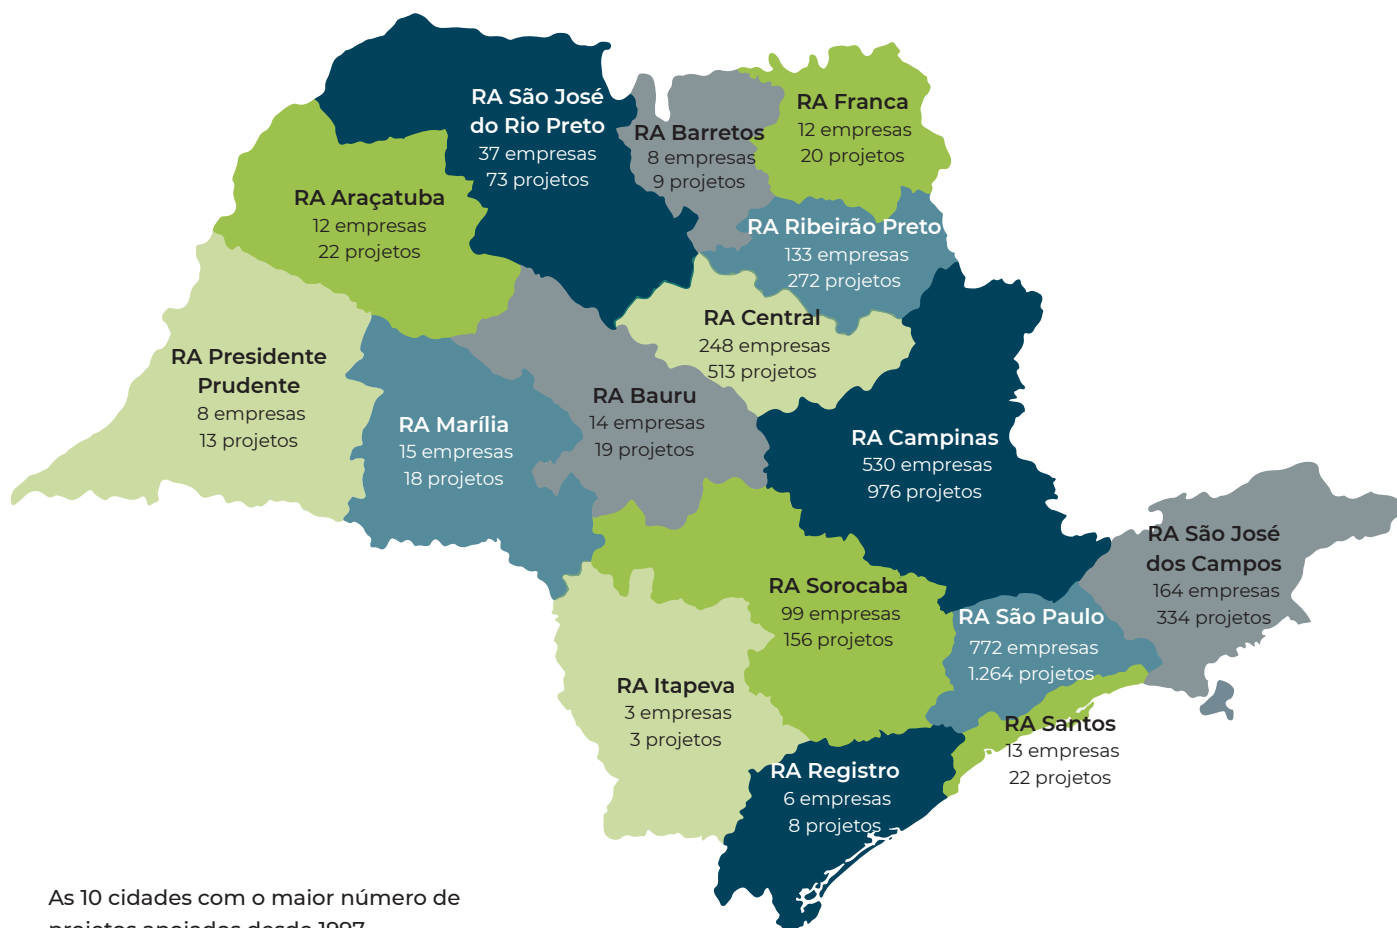 RA São José
do Rio Preto
37 empresas
73 projetos
RA Barretos
8 empresas
9 projetos
RA Franca
12 empresas
20 projetos
RA Araçatuba
12 empresas
22 projetos
RA Ribeirão Preto
133 empresas
272 projetos
RA Central
248 empresas
513 projetos
RA Presidente
Prudente
8 empresas
13 projetos
RA Marília
15 empresas
18 projetos
RA Bauru
14 empresas
19 projetos
RA Campinas
530 empresas
976 projetos
RA São José
dos Campos
164 empresas
334 projetos
RA Sorocaba
99 empresas
156 projetos
RA São Paulo
772 empresas
1.264 projetos
RA Itapeva
3 empresas
3 projetos
RA Santos
13 empresas
22 projetos
RA Registro
6 empresas
8 projetos
As 10 cidades com o maior número de
projetos apoiados desde 1997